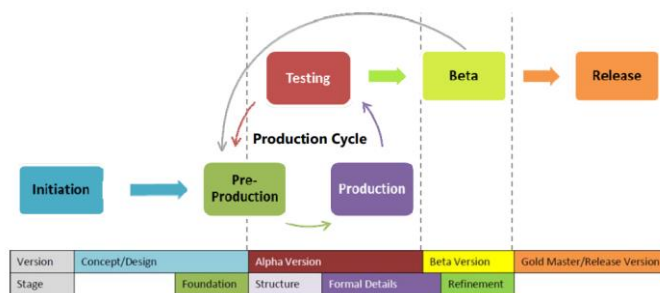 Testing
Beta
Release
Production Cycle
Initiation
Pre-
Production
Production
Version Concept/Design Alpha Version Beta Version Gold Master/Release Version
Stage Foundation Structure Formal Details Refinement